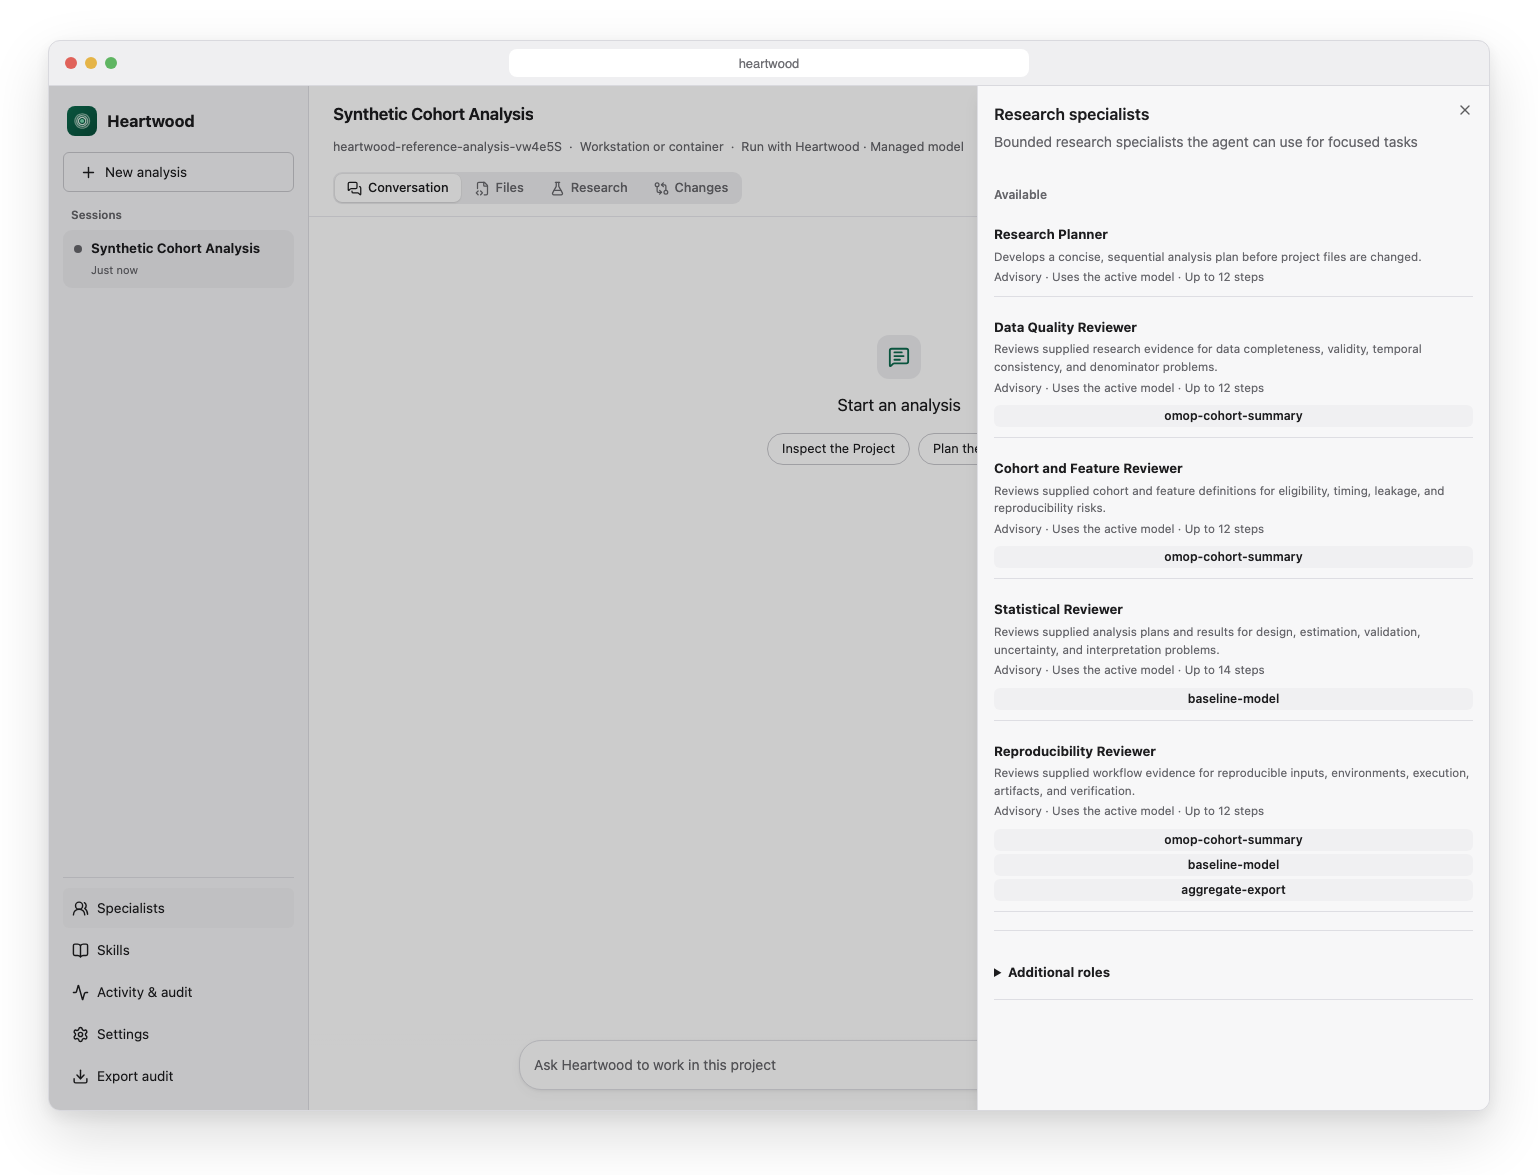 heartwood
Heartwood
New analysis
Sessions
Synthetic Cohort Analysis
Just now
Specialists
Skills
Activity & audit
Settings
Export audit
Synthetic Cohort Analysis
heartwood-reference-analysis-vw4e5S · Workstation or container · Run with Heartwood · Managed model
Conversation Files Research Changes
Start an analysis
Inspect the Project Plan the
Ask Heartwood to work in this project
Research specialists
Bounded research specialists the agent can use for focused tasks
Available
Research Planner
Develops a concise, sequential analysis plan before project files are changed.
Advisory · Uses the active model · Up to 12 steps
Data Quality Reviewer
Reviews supplied research evidence for data completeness, validity, temporal
consistency, and denominator problems.
Advisory · Uses the active model · Up to 12 steps
omop-cohort-summary
Cohort and Feature Reviewer
Reviews supplied cohort and feature definitions for eligibility, timing, leakage, and
reproducibility risks.
Advisory · Uses the active model · Up to 12 steps
omop-cohort-summary
Statistical Reviewer
Reviews supplied analysis plans and results for design, estimation, validation,
uncertainty, and interpretation problems.
Advisory · Uses the active model · Up to 14 steps
baseline-model
Reproducibility Reviewer
Reviews supplied workflow evidence for reproducible inputs, environments, execution,
artifacts, and verification.
Advisory · Uses the active model · Up to 12 steps
omop-cohort-summary
baseline-model
aggregate-export
Additional roles